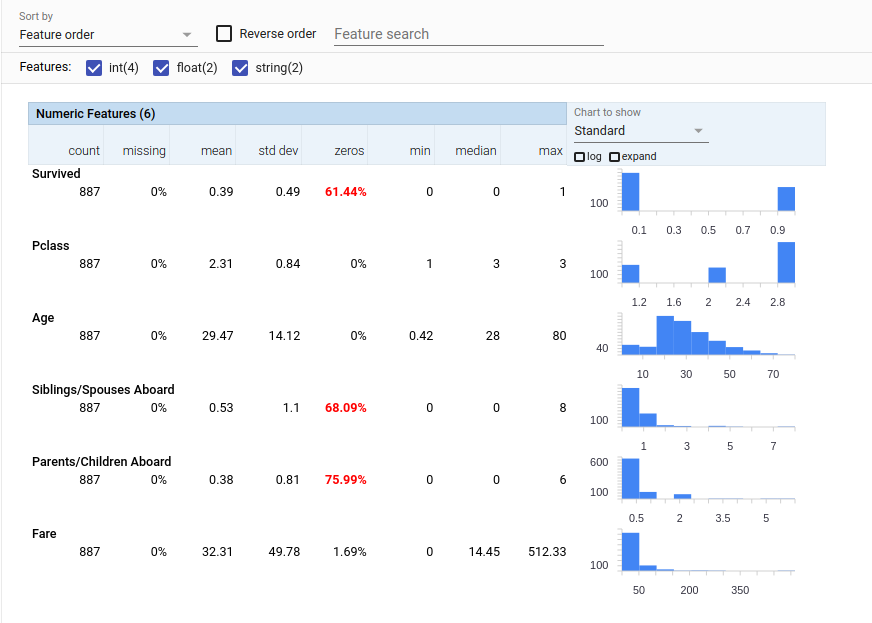 Sort by
Feature order
Reverse order
Feature search
Features: int(4) float(2) string(2)
Numeric Features (6)
Chart to show
Standard
log expand
count missing mean std dev zeros min median max
Survived
887 0% 0.39 0.49 61.44% 0 0 1
100
0.1 0.3 0.5 0.7 0.9
Pclass
887 0% 2.31 0.84 0% 1 3 3
100
1.2 1.6 2 2.4 2.8
Age
887 0% 29.47 14.12 0% 0.42 28 80
40
10 30 50 70
Siblings/Spouses Aboard
887 0% 0.53 1.1 68.09% 0 0 8
100
1 3 5 7
Parents/Children Aboard
887 0% 0.38 0.81 75.99% 0 0 6
600
100
0.5 2 3.5 5
Fare
887 0% 32.31 49.78 1.69% 0 14.45 512.33
100
50 200 350